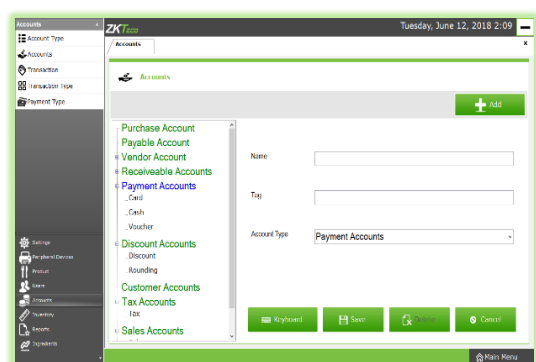 Accounts
Account Type
Accounts
Transaction
Transaction Type
Payment Type
Settings
Peripheral Devices
Product
Users
Accounts
Inventory
Reports
Ingredients
ZKTeco
Tuesday, June 12, 2018 2:09
Accounts
x
Accounts
Add
Purchase Account
Payable Account
Vendor Account
Receiveable Accounts
Payment Accounts
Card
Cash
Voucher
Discount Accounts
Discount
Rounding
Customer Accounts
Tax Accounts
Tax
Sales Accounts
Name
Tag
Account Type
Payment Accounts
Keyboard
Save
Delete
Cancel
Main Menu